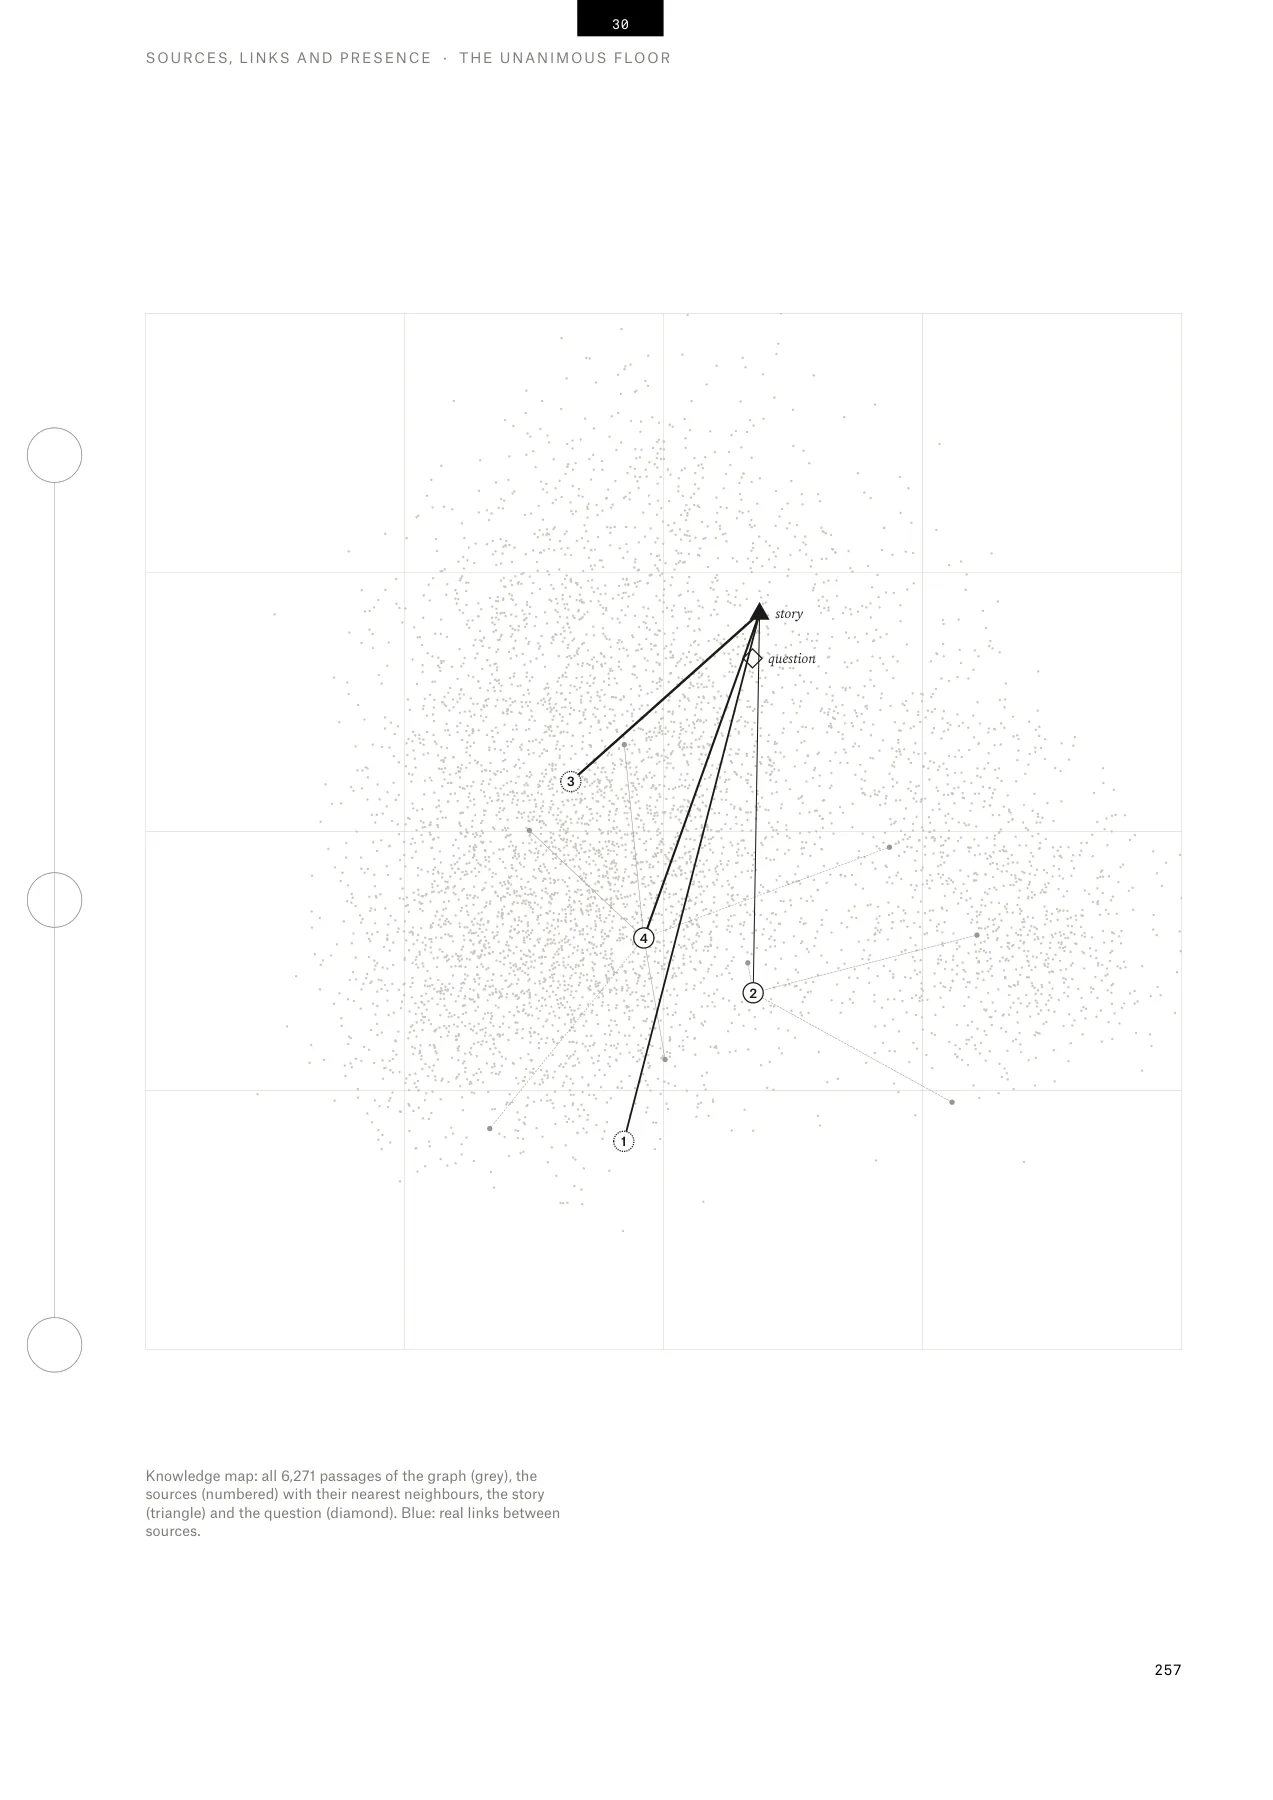 30
SOURCES, LINKS AND PRESENCE · THE UNANIMOUS FLOOR
story
question
3
4
2
1
Knowledge map: all 6,271 passages of the graph (grey), the
sources (numbered) with their nearest neighbours, the story
(triangle) and the question (diamond). Blue: real links between
sources.
257